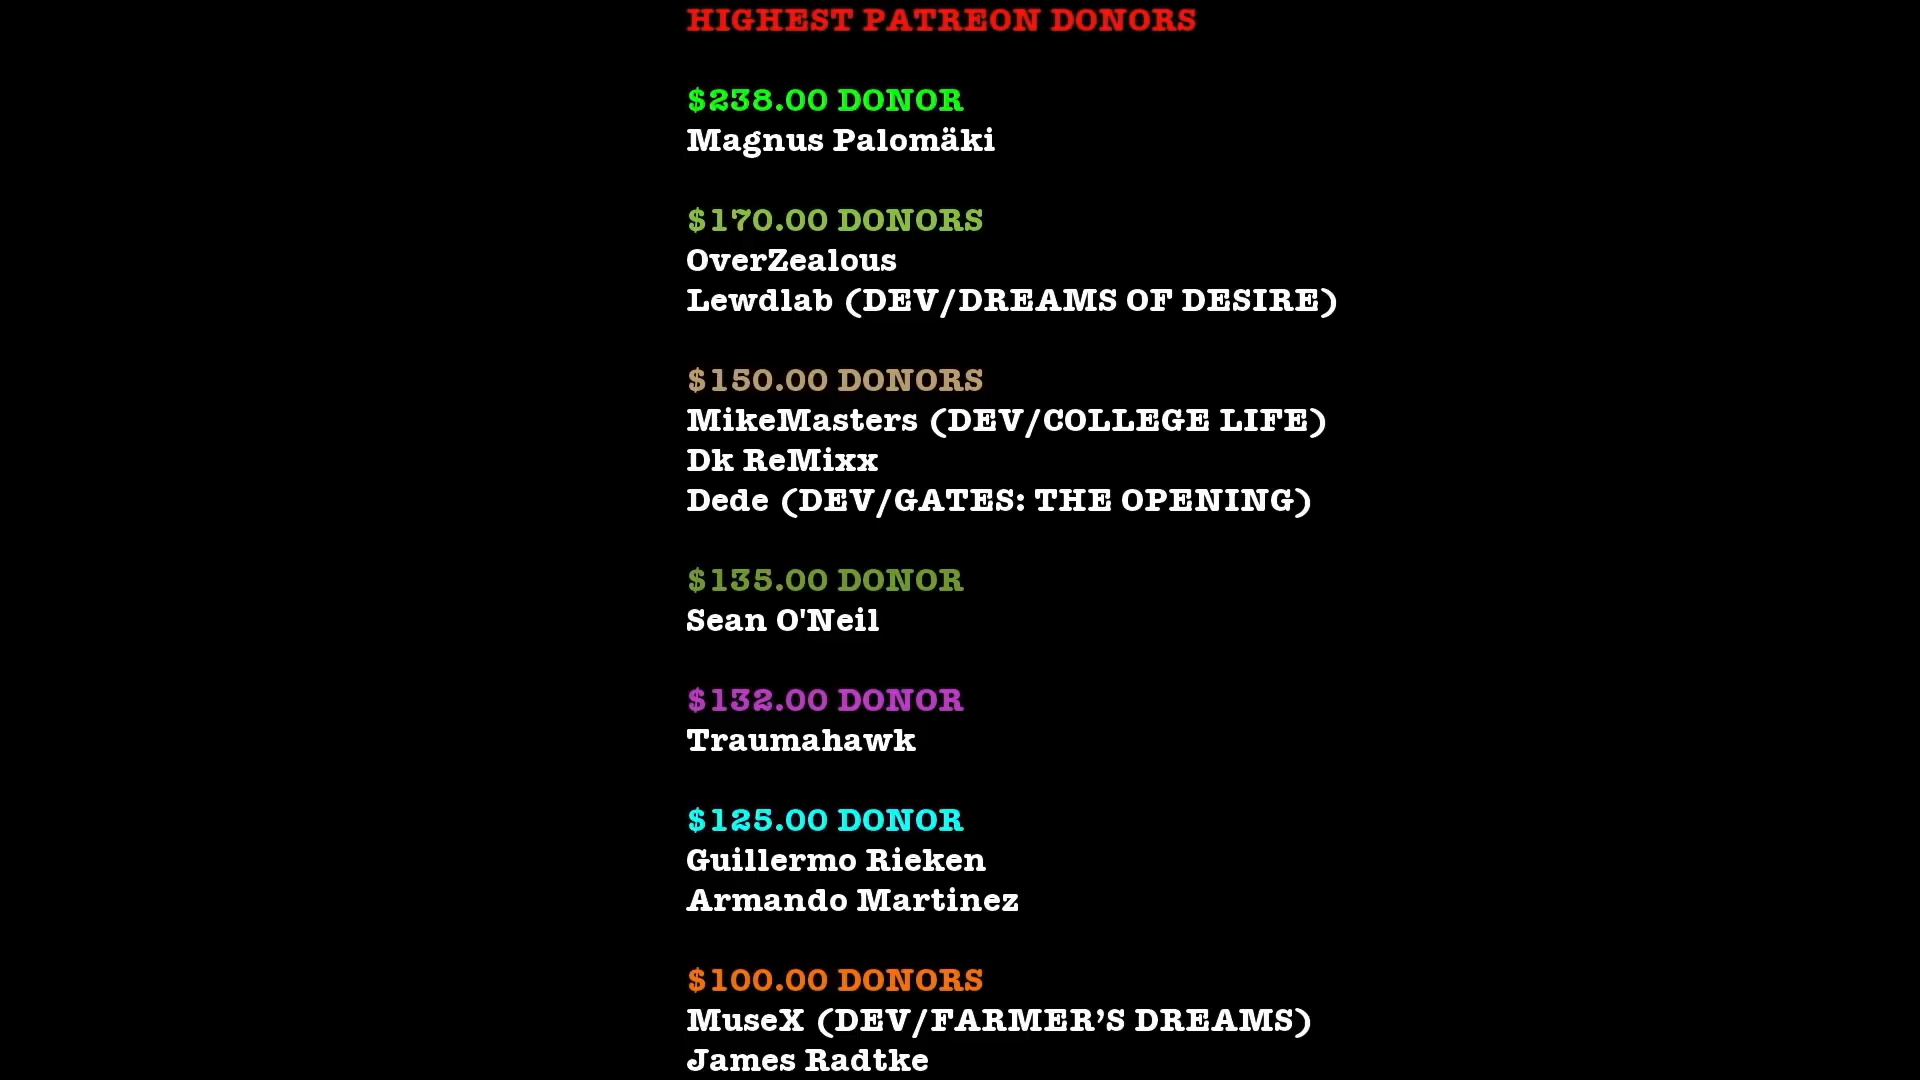 HIGHEST PATREON DONORS
$238.00 DONOR
Magnus Palomäki
$170.00 DONORS
OverZealous
Lewdlab (DEV/DREAMS OF DESIRE)
$150.00 DONORS
MikeMasters (DEV/COLLEGE LIFE)
Dk ReMixx
Dede (DEV/GATES: THE OPENING)
$135.00 DONOR
Sean O'Neil
$132.00 DONOR
Traumahawk
$125.00 DONOR
Guillermo Rieken
Armando Martinez
$100.00 DONORS
MuseX (DEV/FARMER’S DREAMS)
James Radtke